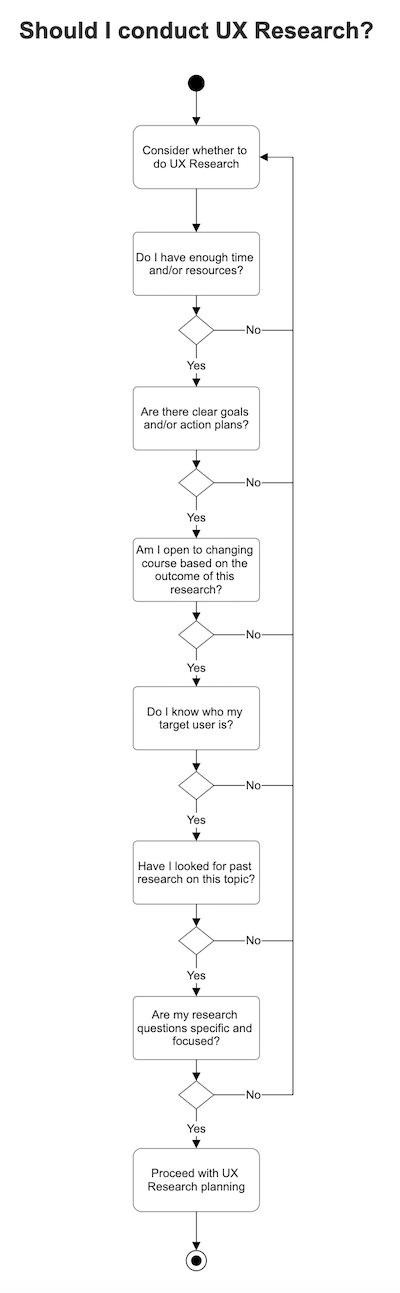 Should I conduct UX Research?
Consider whether to
do UX Research
Do I have enough time
and/or resources?
No
Yes
Are there clear goals
and/or action plans?
No
Yes
Am I open to changing
course based on the
outcome of this
research?
No
Yes
Do I know who my
target user is?
No
Yes
Have I looked for past
research on this topic?
No
Yes
Are my research
questions specific and
focused?
No
Yes
Proceed with UX
Research planning